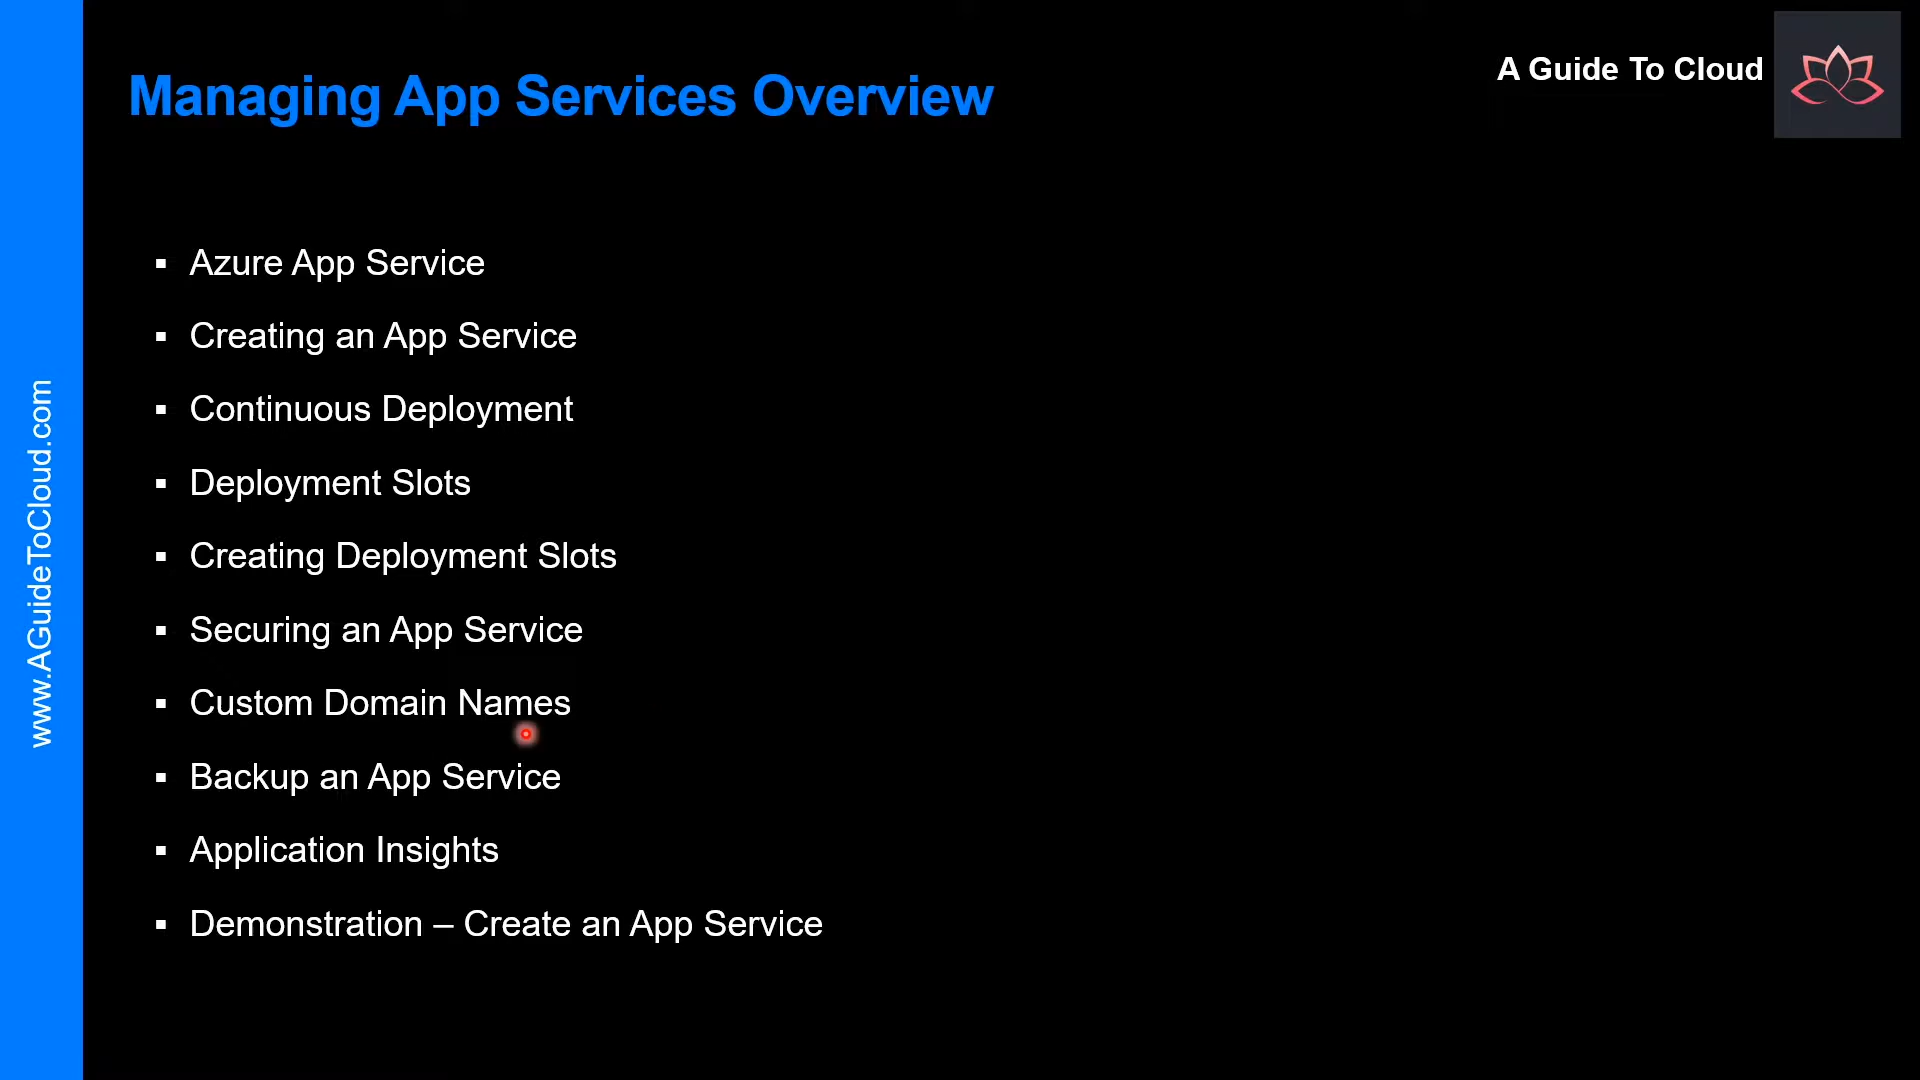 Managing App Services Overview
A Guide To Cloud
▪ Azure App Service
▪ Creating an App Service
▪ Continuous Deployment
▪ Deployment Slots
▪ Creating Deployment Slots
▪ Securing an App Service
▪ Custom Domain Names
▪ Backup an App Service
▪ Application Insights
▪ Demonstration – Create an App Service
www.AGuideToCloud.com